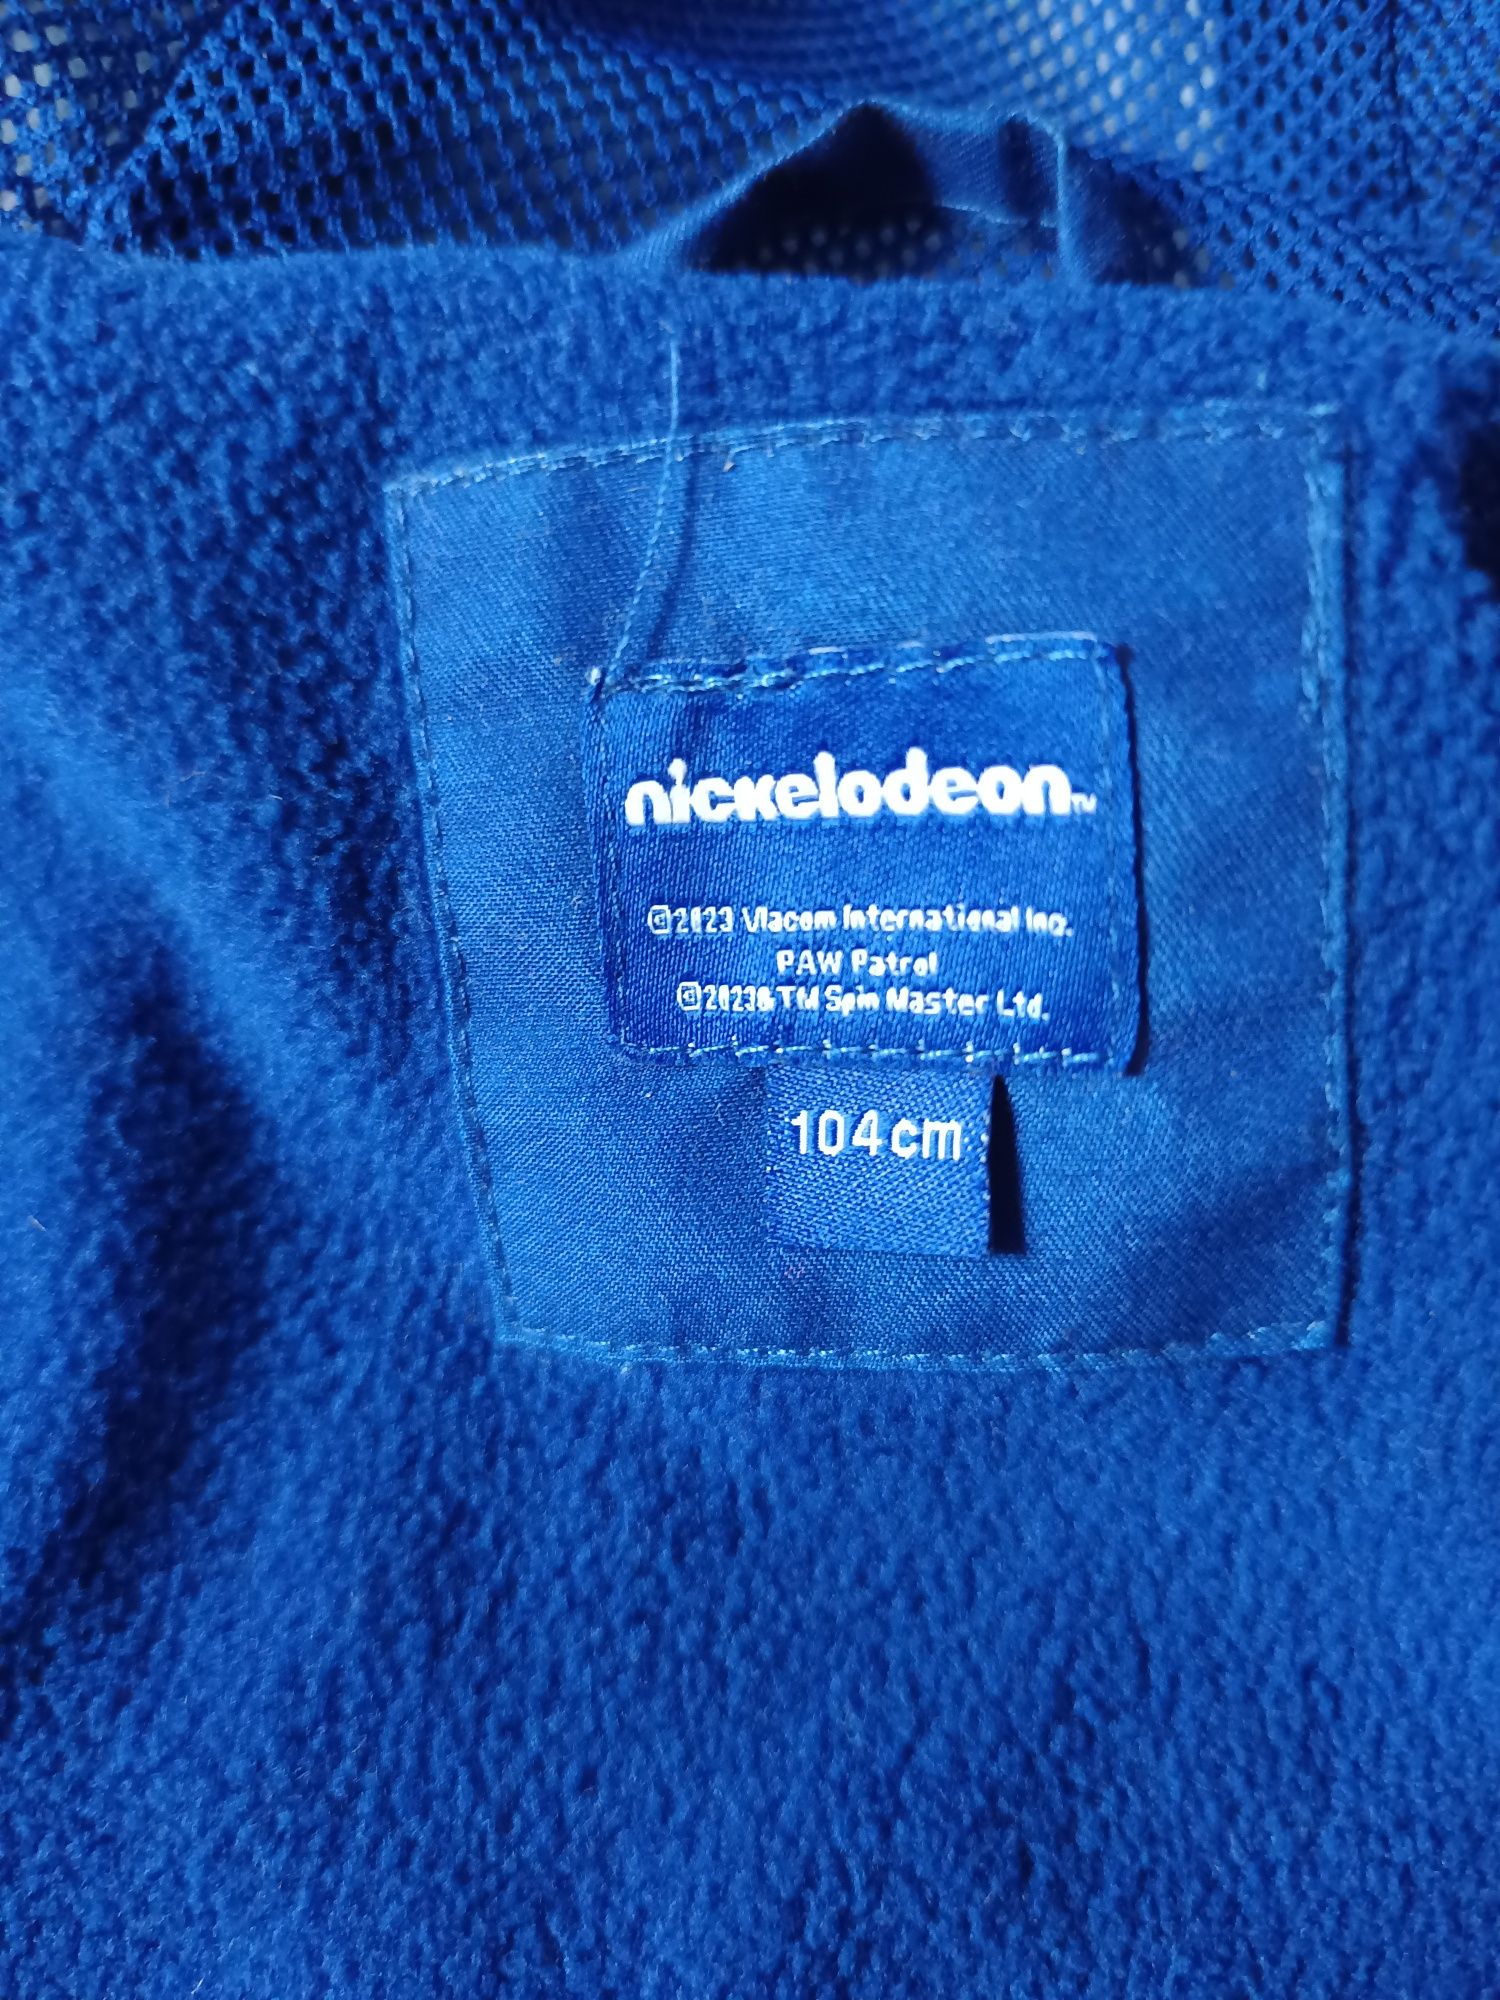 nickelodeon™
©2023 Viacom International Inc.
PAW Patrol
©2023& TM Spin Master Ltd.
104cm